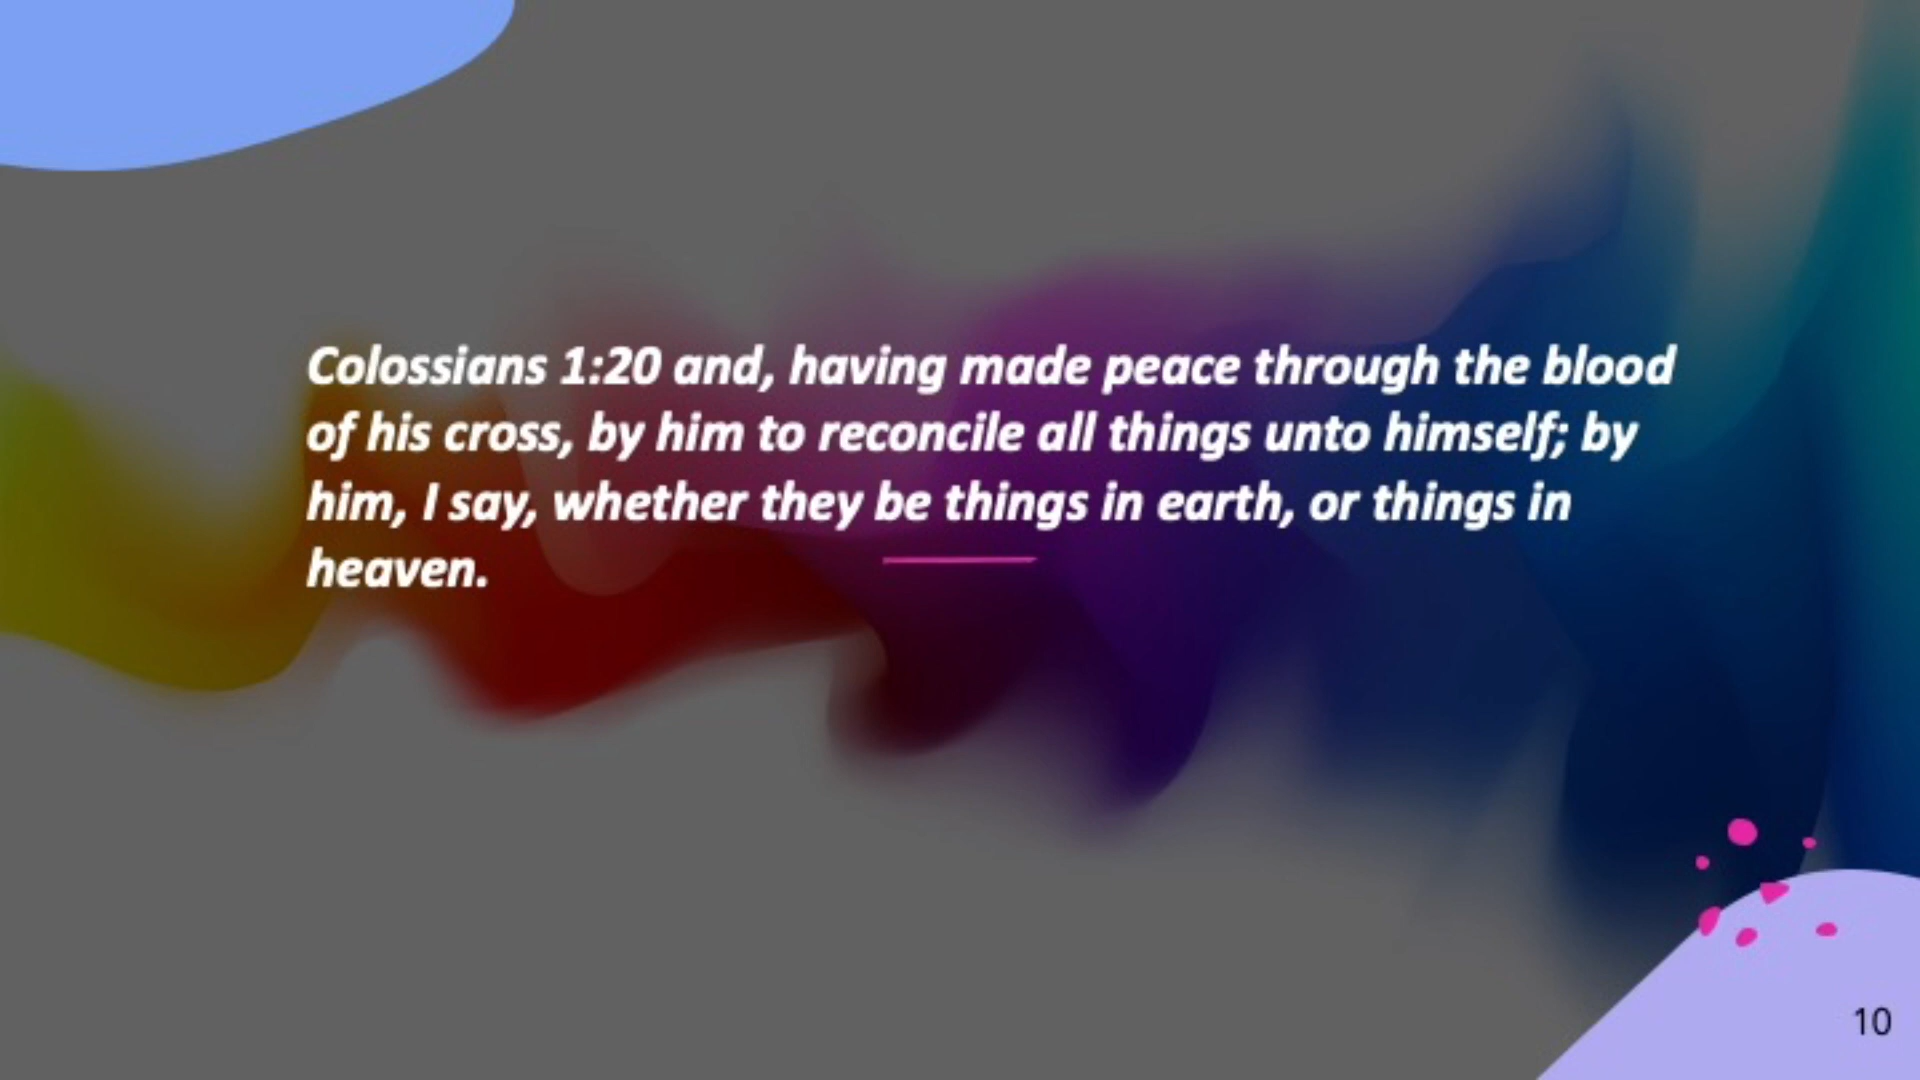 Colossians 1:20 and, having made peace through the blood
of his cross, by him to reconcile all things unto himself; by
him, I say, whether they be things in earth, or things in
heaven.
10